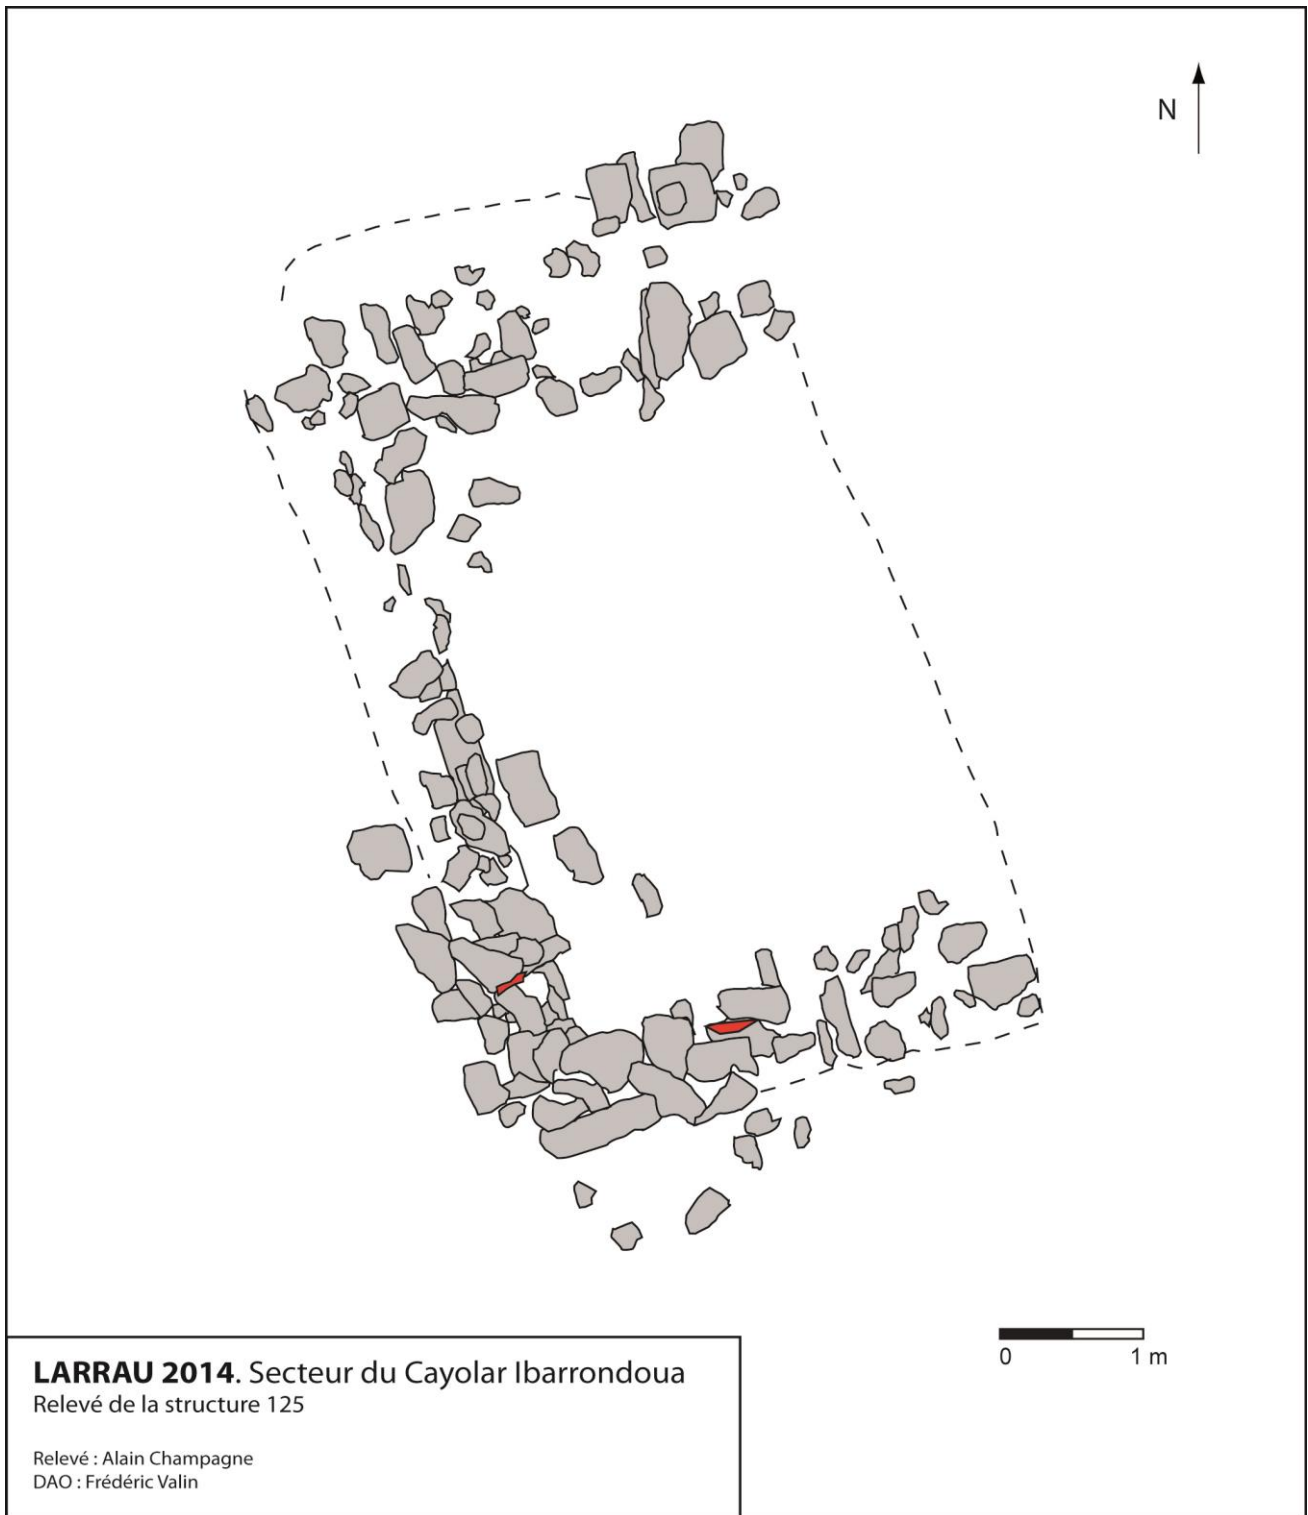 N
0 1 m
LARRAU 2014. Secteur du Cayolar Ibarrondoua
Relevé de la structure 125
Relevé : Alain Champagne
DAO : Frédéric Valin